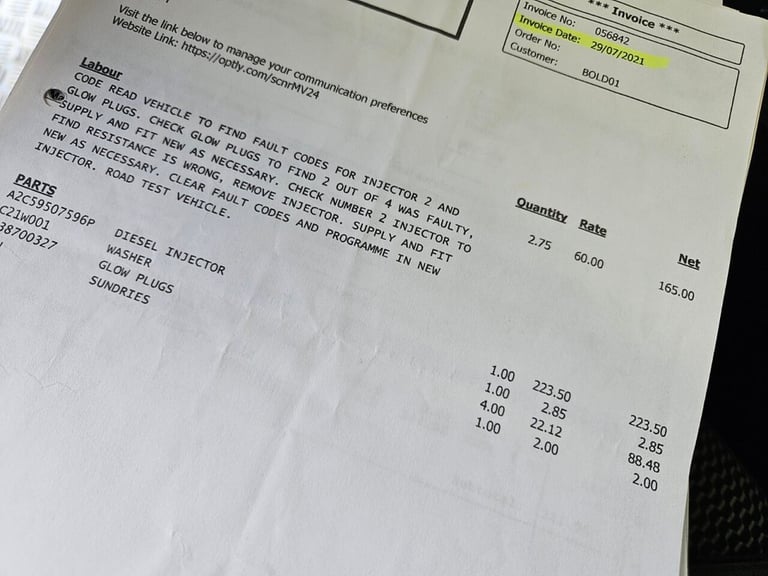 *** Invoice ***
Invoice No: 056842
Invoice Date: 29/07/2021
Order No:
Customer: BOLD01
Visit the link below to manage your communication preferences
Website Link: https://optly.com/scnrMV24
Labour
CODE READ VEHICLE TO FIND FAULT CODES FOR INJECTOR 2 AND
GLOW PLUGS. CHECK GLOW PLUGS TO FIND 2 OUT OF 4 WAS FAULTY,
SUPPLY AND FIT NEW AS NECESSARY. CHECK NUMBER 2 INJECTOR TO
FIND RESISTANCE IS WRONG, REMOVE INJECTOR. SUPPLY AND FIT
NEW AS NECESSARY. CLEAR FAULT CODES AND PROGRAMME IN NEW
INJECTOR. ROAD TEST VEHICLE.
Quantity Rate Net
2.75 60.00 165.00
PARTS
A2C59507596P DIESEL INJECTOR 1.00 223.50 223.50
C21W001 WASHER 1.00 2.85 2.85
38700327 GLOW PLUGS 4.00 22.12 88.48
SUNDRIES 1.00 2.00 2.00